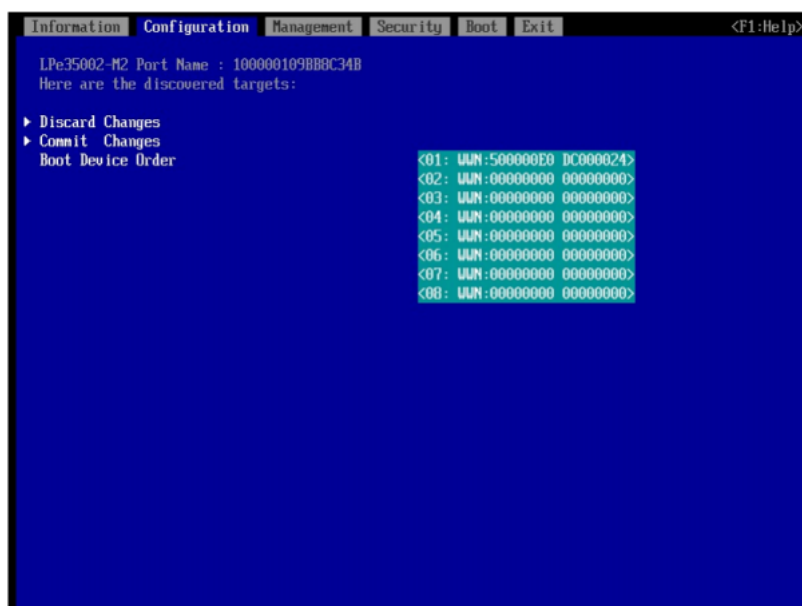 Information Configuration Management Security Boot Exit <F1:Help>
LPe35002-M2 Port Name : 100000109BB8C34B
Here are the discovered targets:
Discard Changes
Commit Changes
Boot Device Order <01: WWN:500000E0 DC000024>
<02: WWN:00000000 00000000>
<03: WWN:00000000 00000000>
<04: WWN:00000000 00000000>
<05: WWN:00000000 00000000>
<06: WWN:00000000 00000000>
<07: WWN:00000000 00000000>
<08: WWN:00000000 00000000>